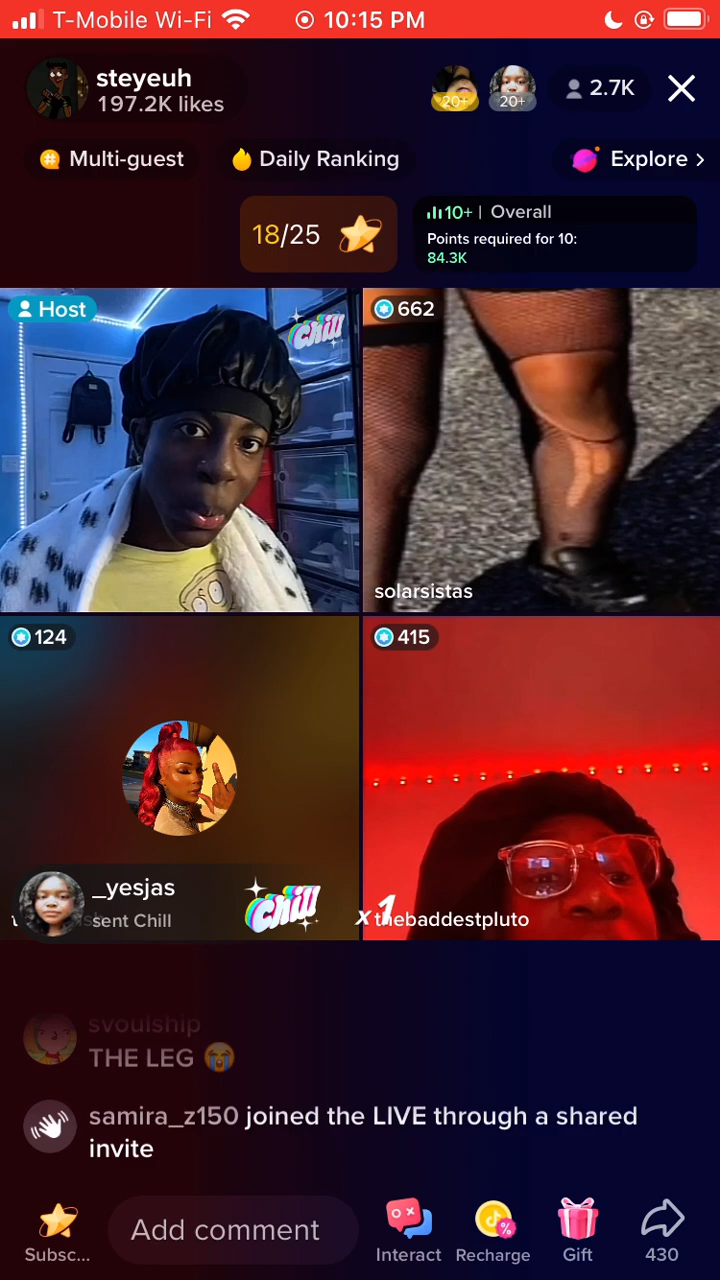 T-Mobile Wi-Fi
10:15 PM
steyeuh
197.2K likes
20+
20+
2.7K
Multi-guest
Daily Ranking
Explore
18/25
10+ | Overall
Points required for 10:
84.3K
Host
chill
662
solarsistas
124
415
_yesjas
sent Chill
chill
x1
thebaddestpluto
svoulship
THE LEG 😭
samira_z150 joined the LIVE through a shared
invite
Subsc...
Add comment
Interact
Recharge
Gift
430